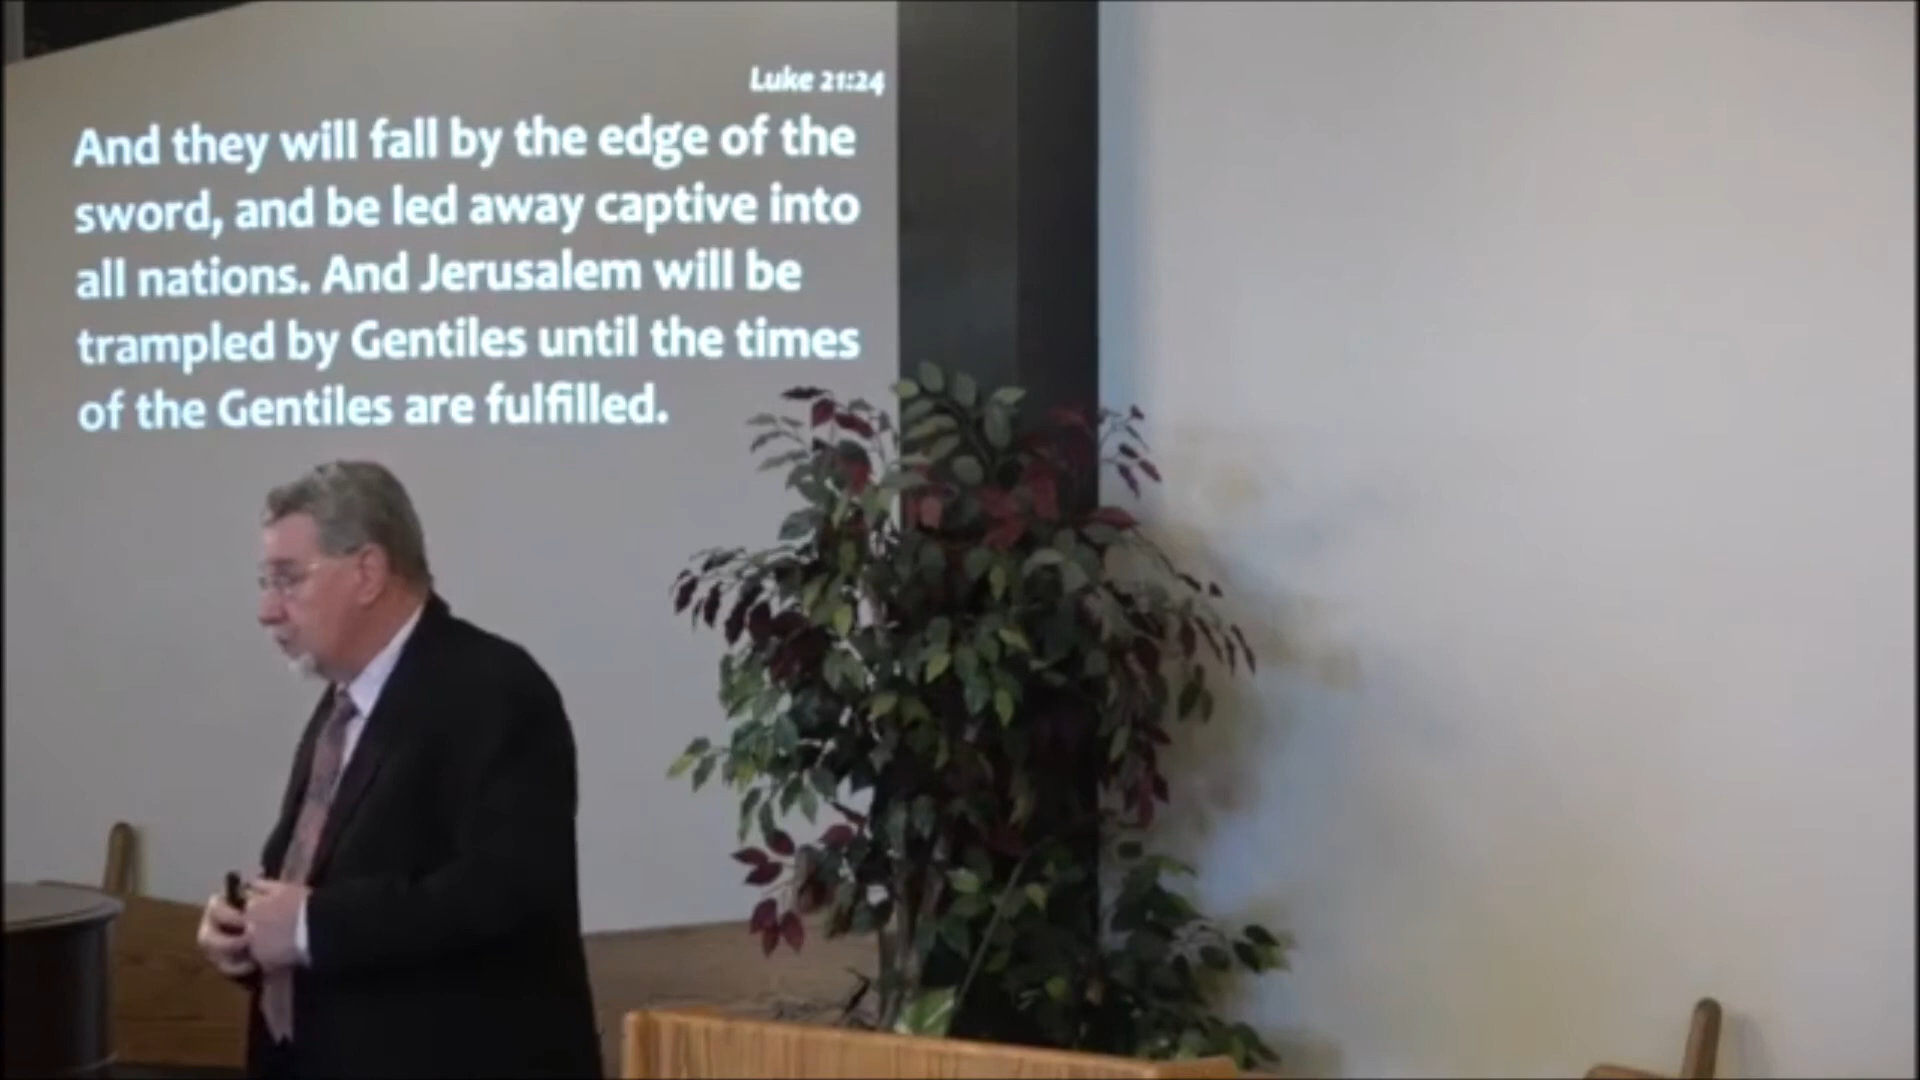 Luke 21:24
And they will fall by the edge of the
sword, and be led away captive into
all nations. And Jerusalem will be
trampled by Gentiles until the times
of the Gentiles are fulfilled.